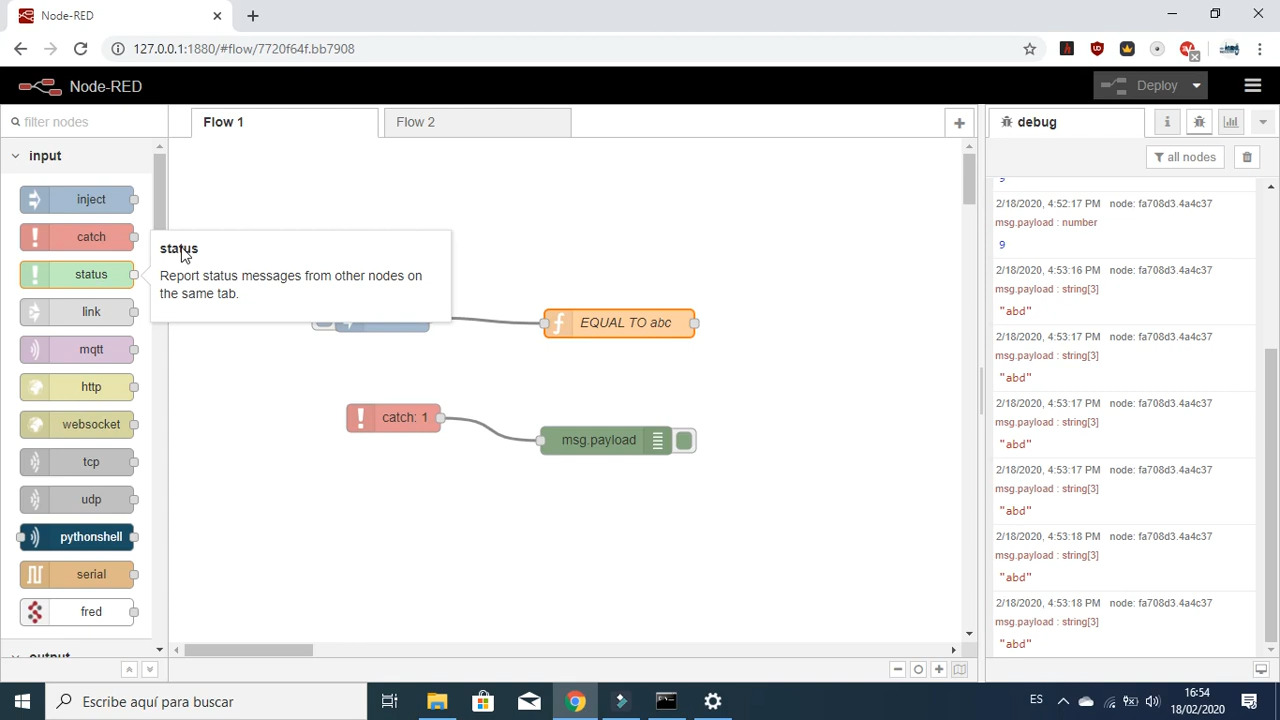 Node-RED
127.0.0.1:1880/#flow/7720f64f.bb7908
Node-RED
Deploy
filter nodes
Flow 1
Flow 2
debug
i
all nodes
input
inject
catch
status
link
mqtt
http
websocket
tcp
udp
pythonshell
serial
fred
status
Report status messages from other nodes on
the same tab.
EQUAL TO abc
catch: 1
msg.payload
2/18/2020, 4:52:17 PM node: fa708d3.4a4c37
msg.payload : number
9
2/18/2020, 4:53:16 PM node: fa708d3.4a4c37
msg.payload : string[3]
"abd"
2/18/2020, 4:53:17 PM node: fa708d3.4a4c37
msg.payload : string[3]
"abd"
2/18/2020, 4:53:17 PM node: fa708d3.4a4c37
msg.payload : string[3]
"abd"
2/18/2020, 4:53:17 PM node: fa708d3.4a4c37
msg.payload : string[3]
"abd"
2/18/2020, 4:53:18 PM node: fa708d3.4a4c37
msg.payload : string[3]
"abd"
2/18/2020, 4:53:18 PM node: fa708d3.4a4c37
msg.payload : string[3]
"abd"
Escribe aquí para buscar
ES
16:54
18/02/2020